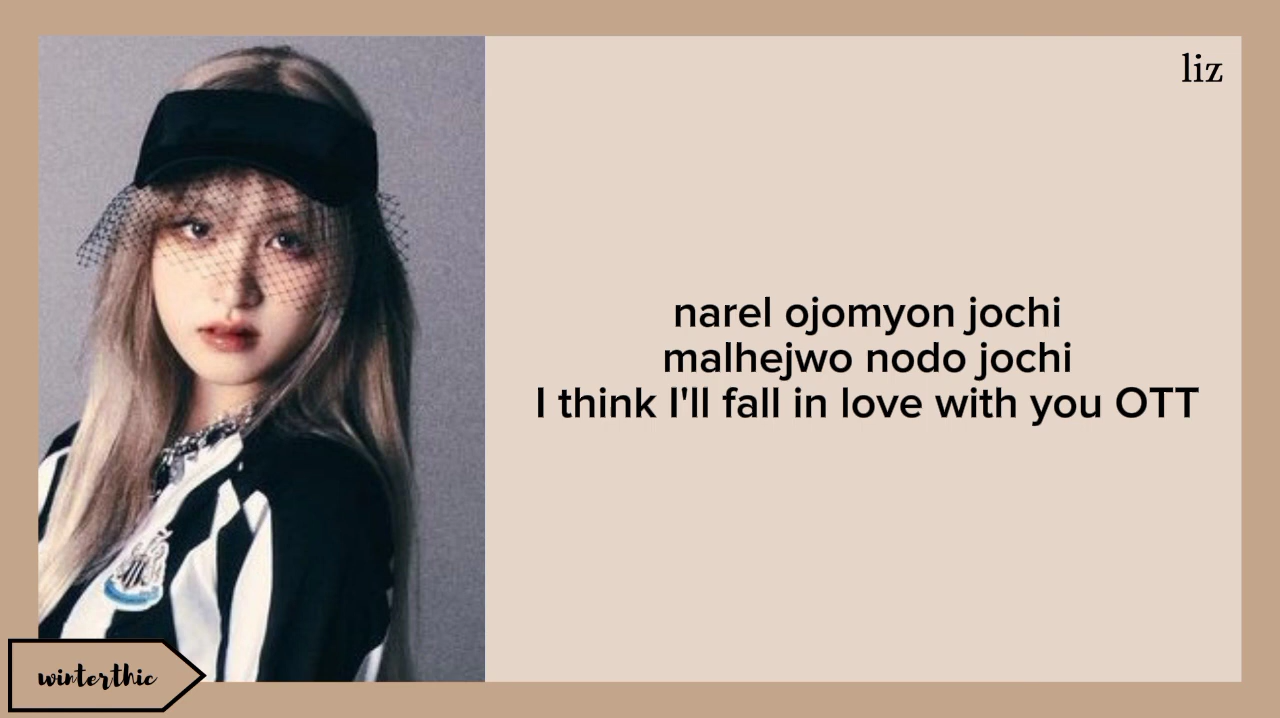 liz
narel ojomyon jochi
malhejwo nodo jochi
I think I'll fall in love with you OTT
winterthic